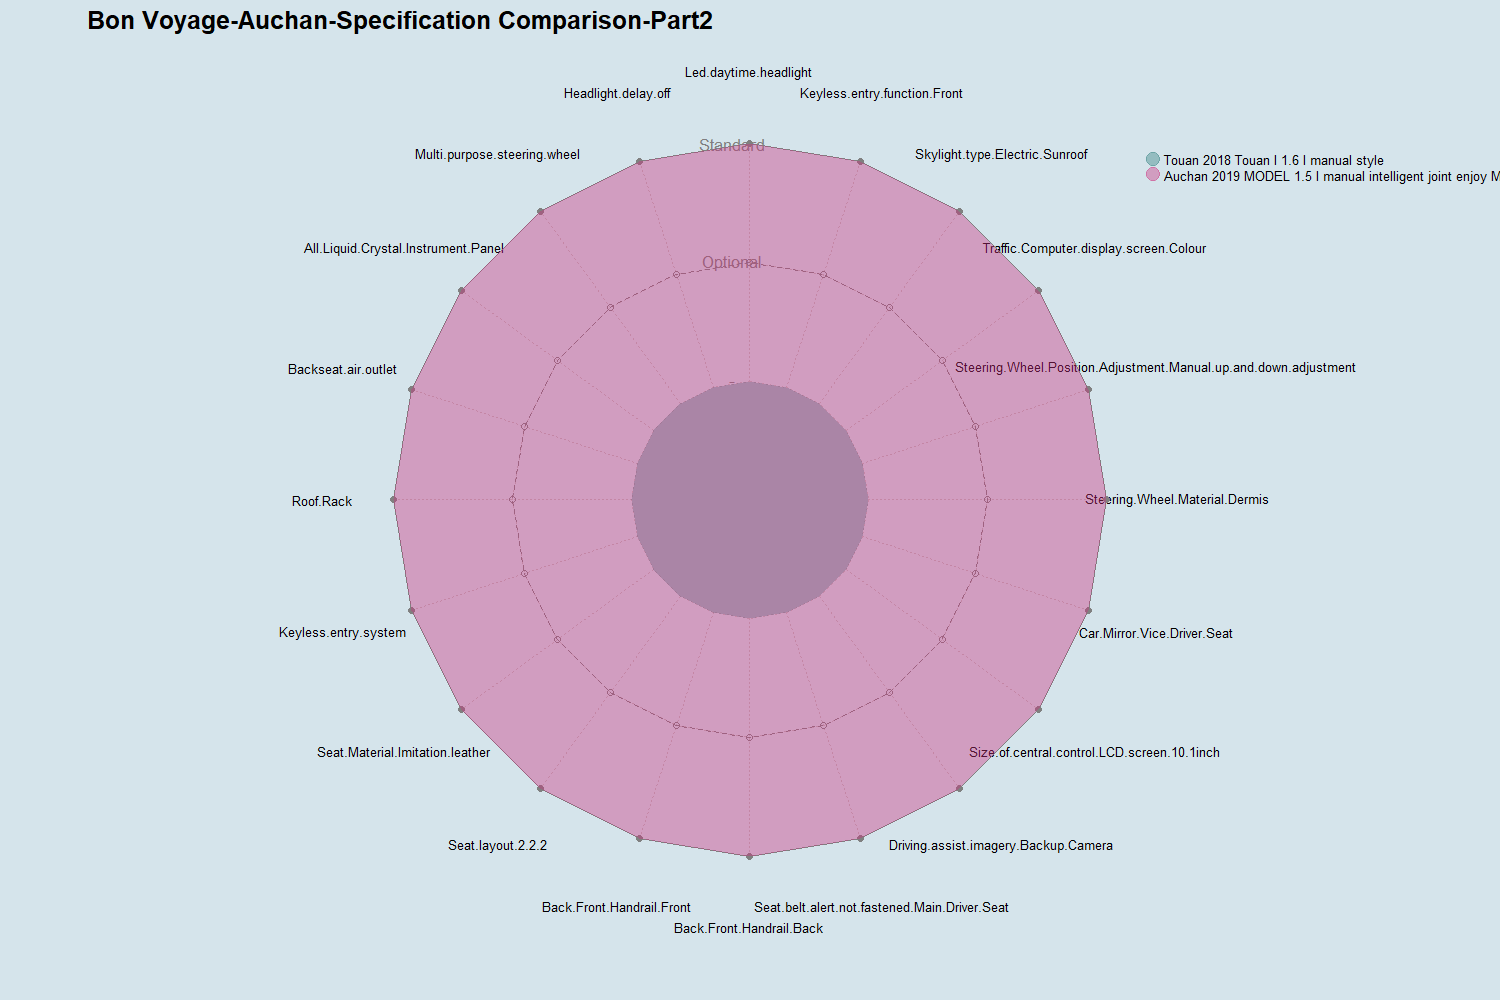 Bon Voyage-Auchan-Specification Comparison-Part2
Led.daytime.headlight
Headlight.delay.off
Keyless.entry.function.Front
Standard
Multi.purpose.steering.wheel
Skylight.type.Electric.Sunroof
Touan 2018 Touan l 1.6 l manual style
Auchan 2019 MODEL 1.5 l manual intelligent joint enjoy M
All.Liquid.Crystal.Instrument.Panel
Traffic.Computer.display.screen.Colour
Optional
Backseat.air.outlet
Steering.Wheel.Position.Adjustment.Manual.up.and.down.adjustment
-
Roof.Rack
Steering.Wheel.Material.Dermis
Keyless.entry.system
Car.Mirror.Vice.Driver.Seat
Seat.Material.Imitation.leather
Size.of.central.control.LCD.screen.10.1inch
Seat.layout.2.2.2
Driving.assist.imagery.Backup.Camera
Back.Front.Handrail.Front
Seat.belt.alert.not.fastened.Main.Driver.Seat
Back.Front.Handrail.Back